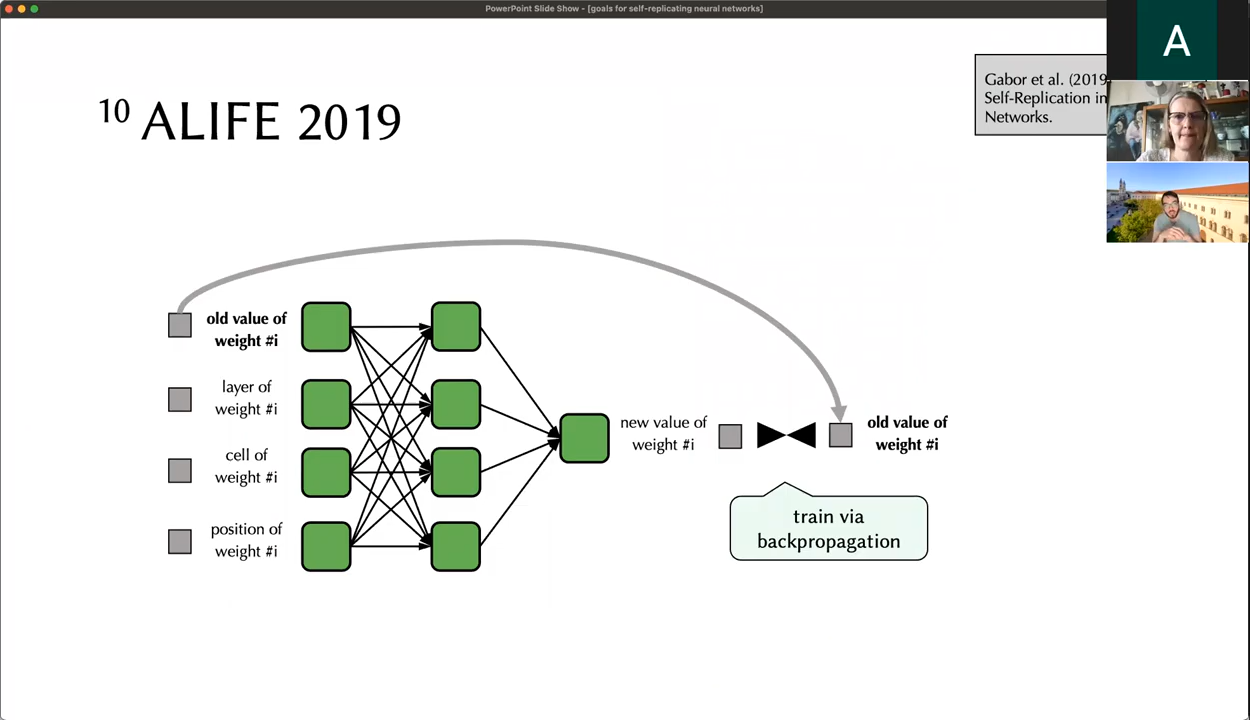 PowerPoint Slide Show - [goals for self-replicating neural networks]
A
Gabor et al. (2019
Self-Replication in
Networks.
10 ALIFE 2019
old value of
weight #i
layer of
weight #i
cell of
weight #i
position of
weight #i
new value of
weight #i
old value of
weight #i
train via
backpropagation